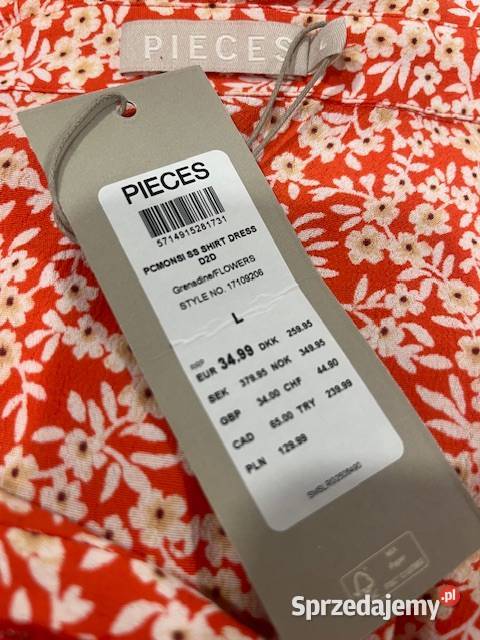 PIECES
PIECES
5714915281731
PCMONSI SS SHIRT DRESS
D2D
Grenadine/FLOWERS
STYLE NO. 17109206
L
RRP
EUR 34.99 DKK 259.95
SEK 379.95 NOK 349.95
GBP 34.00 CHF 44.90
CAD 65.00 TRY 239.99
PLN 129.99
FSC
Sprzedajemy.pl